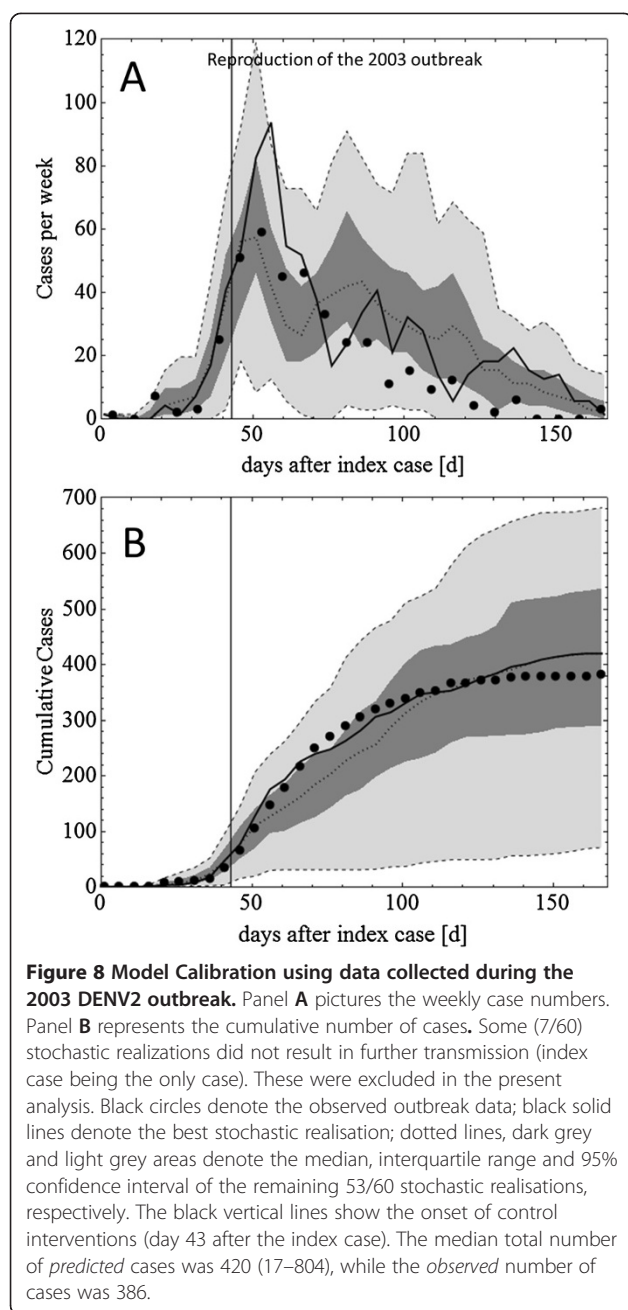 120
100
80
60
40
20
0
Cases per week
A
Reproduction of the 2003 outbreak
0
50
100
150
days after index case [d]
700
600
500
400
300
200
100
0
Cumulative Cases
B
0
50
100
150
days after index case [d]
Figure 8 Model Calibration using data collected during the
2003 DENV2 outbreak. Panel A pictures the weekly case numbers.
Panel B represents the cumulative number of cases. Some (7/60)
stochastic realizations did not result in further transmission (index
case being the only case). These were excluded in the present
analysis. Black circles denote the observed outbreak data; black solid
lines denote the best stochastic realisation; dotted lines, dark grey
and light grey areas denote the median, interquartile range and 95%
confidence interval of the remaining 53/60 stochastic realisations,
respectively. The black vertical lines show the onset of control
interventions (day 43 after the index case). The median total number
of predicted cases was 420 (17–804), while the observed number of
cases was 386.